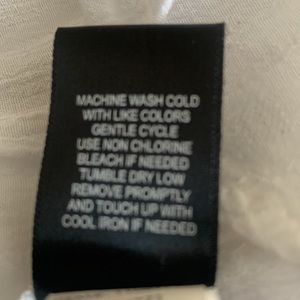 MACHINE WASH COLD
WITH LIKE COLORS
GENTLE CYCLE
USE NON CHLORINE
BLEACH IF NEEDED
TUMBLE DRY LOW
REMOVE PROMPTLY
AND TOUCH UP WITH
COOL IRON IF NEEDED